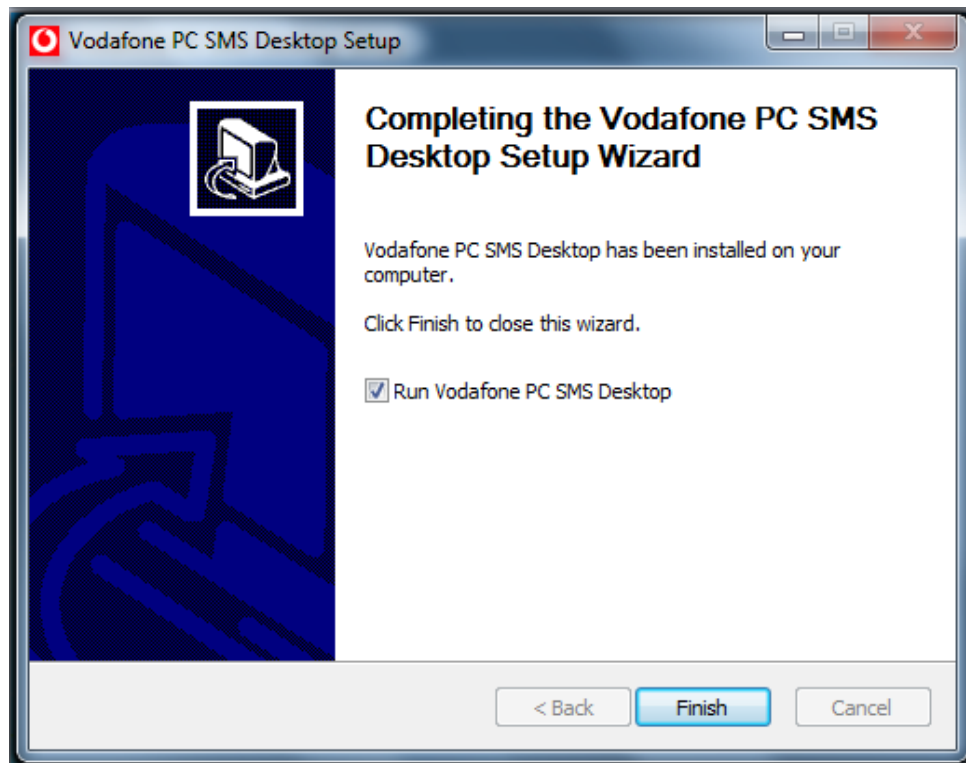 Vodafone PC SMS Desktop Setup
Completing the Vodafone PC SMS
Desktop Setup Wizard
Vodafone PC SMS Desktop has been installed on your
computer.
Click Finish to close this wizard.
Run Vodafone PC SMS Desktop
< Back
Finish
Cancel